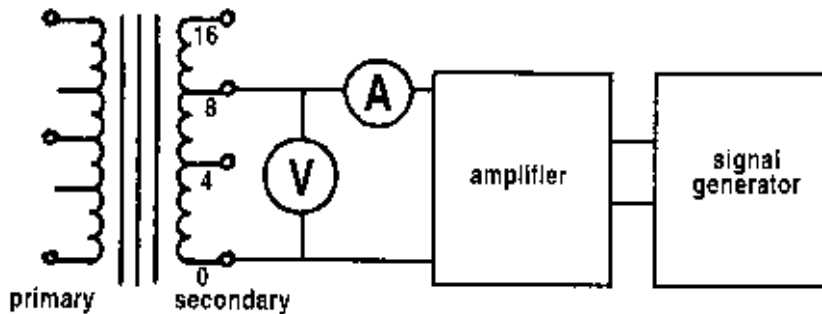 16
8
A
4
V
amplifier
signal
generator
0
primary
secondary